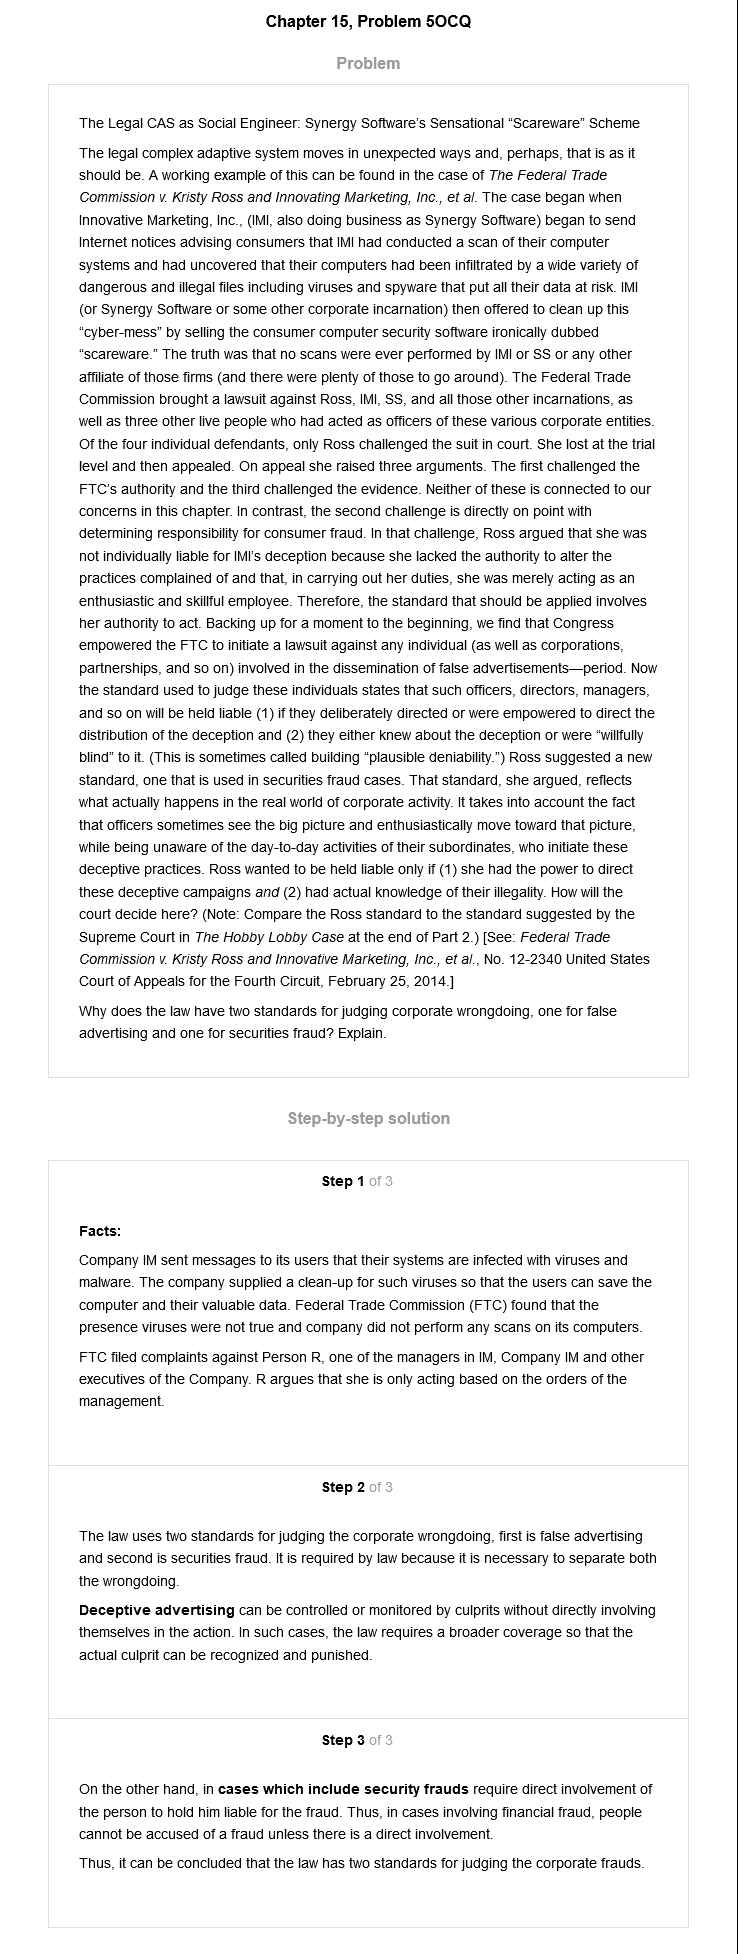 Chapter 15, Problem 5OCQ
Problem
The Legal CAS as Social Engineer: Synergy Software’s Sensational “Scareware” Scheme
The legal complex adaptive system moves in unexpected ways and, perhaps, that is as it
should be. A working example of this can be found in the case of The Federal Trade
Commission v. Kristy Ross and Innovating Marketing, Inc., et al. The case began when
Innovative Marketing, Inc., (IMI, also doing business as Synergy Software) began to send
Internet notices advising consumers that IMI had conducted a scan of their computer
systems and had uncovered that their computers had been infiltrated by a wide variety of
dangerous and illegal files including viruses and spyware that put all their data at risk. IMI
(or Synergy Software or some other corporate incarnation) then offered to clean up this
“cyber-mess” by selling the consumer computer security software ironically dubbed
“scareware.” The truth was that no scans were ever performed by IMI or SS or any other
affiliate of those firms (and there were plenty of those to go around). The Federal Trade
Commission brought a lawsuit against Ross, IMI, SS, and all those other incarnations, as
well as three other live people who had acted as officers of these various corporate entities.
Of the four individual defendants, only Ross challenged the suit in court. She lost at the trial
level and then appealed. On appeal she raised three arguments. The first challenged the
FTC’s authority and the third challenged the evidence. Neither of these is connected to our
concerns in this chapter. In contrast, the second challenge is directly on point with
determining responsibility for consumer fraud. In that challenge, Ross argued that she was
not individually liable for IMI’s deception because she lacked the authority to alter the
practices complained of and that, in carrying out her duties, she was merely acting as an
enthusiastic and skillful employee. Therefore, the standard that should be applied involves
her authority to act. Backing up for a moment to the beginning, we find that Congress
empowered the FTC to initiate a lawsuit against any individual (as well as corporations,
partnerships, and so on) involved in the dissemination of false advertisements—period. Now
the standard used to judge these individuals states that such officers, directors, managers,
and so on will be held liable (1) if they deliberately directed or were empowered to direct the
distribution of the deception and (2) they either knew about the deception or were “willfully
blind” to it. (This is sometimes called building “plausible deniability.”) Ross suggested a new
standard, one that is used in securities fraud cases. That standard, she argued, reflects
what actually happens in the real world of corporate activity. It takes into account the fact
that officers sometimes see the big picture and enthusiastically move toward that picture,
while being unaware of the day-to-day activities of their subordinates, who initiate these
deceptive practices. Ross wanted to be held liable only if (1) she had the power to direct
these deceptive campaigns and (2) had actual knowledge of their illegality. How will the
court decide here? (Note: Compare the Ross standard to the standard suggested by the
Supreme Court in The Hobby Lobby Case at the end of Part 2.) [See: Federal Trade
Commission v. Kristy Ross and Innovative Marketing, Inc., et al., No. 12-2340 United States
Court of Appeals for the Fourth Circuit, February 25, 2014.]
Why does the law have two standards for judging corporate wrongdoing, one for false
advertising and one for securities fraud? Explain.
Step-by-step solution
Step 1 of 3
Facts:
Company IM sent messages to its users that their systems are infected with viruses and
malware. The company supplied a clean-up for such viruses so that the users can save the
computer and their valuable data. Federal Trade Commission (FTC) found that the
presence viruses were not true and company did not perform any scans on its computers.
FTC filed complaints against Person R, one of the managers in IM, Company IM and other
executives of the Company. R argues that she is only acting based on the orders of the
management.
Step 2 of 3
The law uses two standards for judging the corporate wrongdoing, first is false advertising
and second is securities fraud. It is required by law because it is necessary to separate both
the wrongdoing.
Deceptive advertising can be controlled or monitored by culprits without directly involving
themselves in the action. In such cases, the law requires a broader coverage so that the
actual culprit can be recognized and punished.
Step 3 of 3
On the other hand, in cases which include security frauds require direct involvement of
the person to hold him liable for the fraud. Thus, in cases involving financial fraud, people
cannot be accused of a fraud unless there is a direct involvement.
Thus, it can be concluded that the law has two standards for judging the corporate frauds.